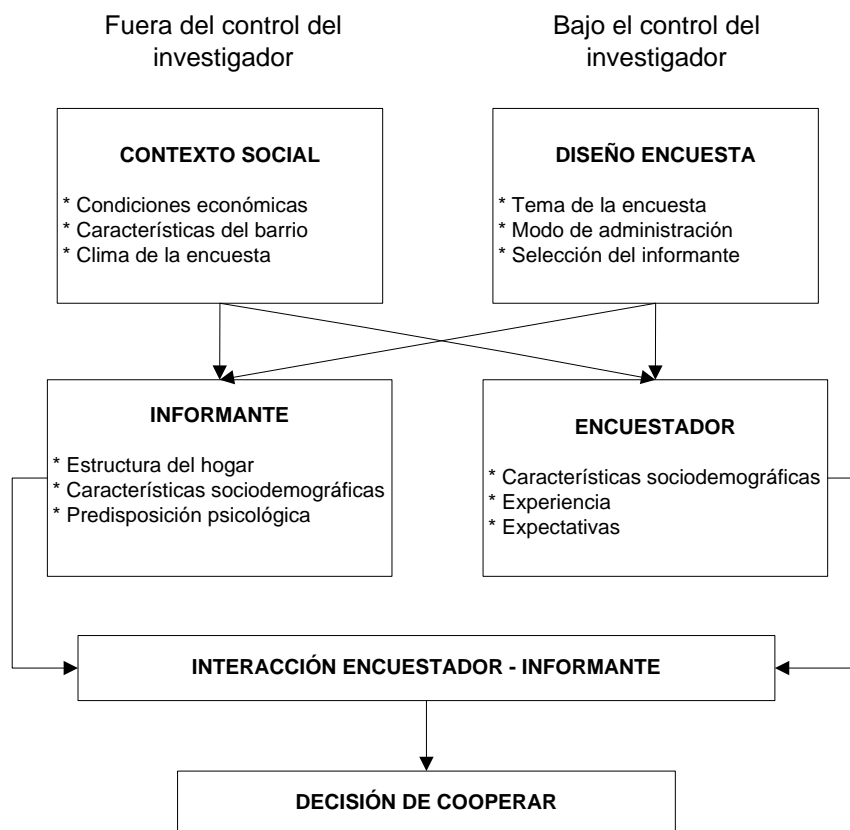 Fuera del control del
investigador
Bajo el control del
investigador
CONTEXTO SOCIAL
* Condiciones económicas
* Características del barrio
* Clima de la encuesta
DISEÑO ENCUESTA
* Tema de la encuesta
* Modo de administración
* Selección del informante
INFORMANTE
* Estructura del hogar
* Características sociodemográficas
* Predisposición psicológica
ENCUESTADOR
* Características sociodemográficas
* Experiencia
* Expectativas
INTERACCIÓN ENCUESTADOR - INFORMANTE
DECISIÓN DE COOPERAR